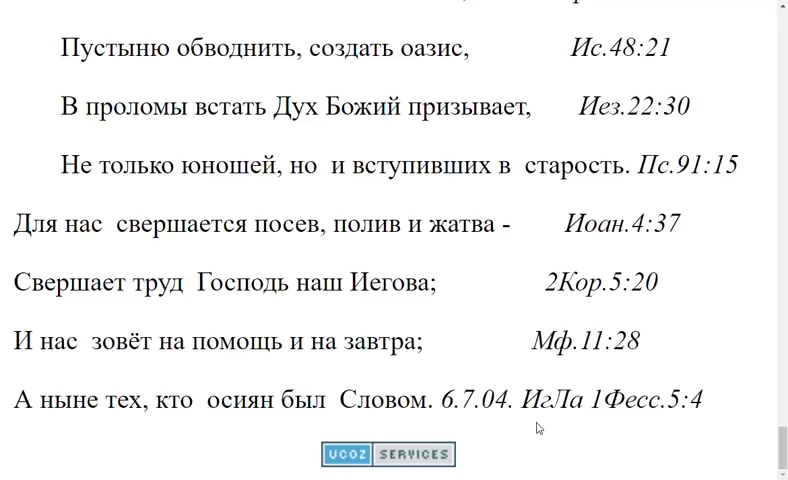 Пустыню обводнить, создать оазис, Ис.48:21
В проломы встать Дух Божий призывает, Иез.22:30
Не только юношей, но и вступивших в старость. Пс.91:15
Для нас свершается посев, полив и жатва - Иоан.4:37
Свершает труд Господь наш Иегова; 2Кор.5:20
И нас зовёт на помощь и на завтра; Мф.11:28
А ныне тех, кто осиян был Словом. 6.7.04. ИгЛа 1Фесс.5:4
UCOZ SERVICES